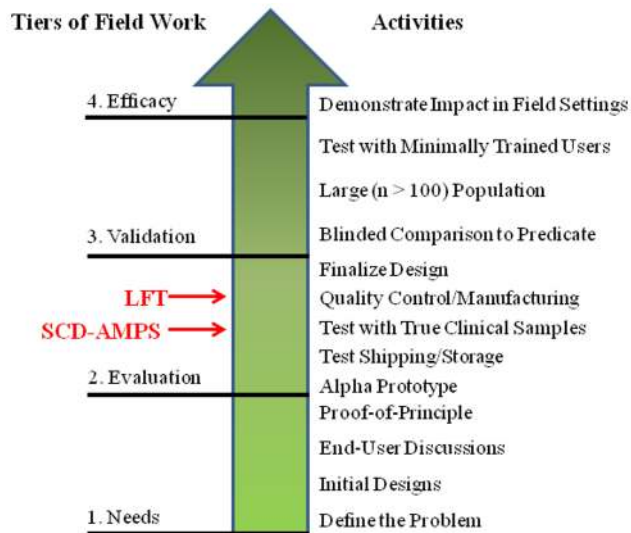 Tiers of Field Work
Activities
4. Efficacy
Demonstrate Impact in Field Settings
Test with Minimally Trained Users
Large (n > 100) Population
3. Validation
Blinded Comparison to Predicate
Finalize Design
LFT
Quality Control/Manufacturing
SCD-AMPS
Test with True Clinical Samples
Test Shipping/Storage
2. Evaluation
Alpha Prototype
Proof-of-Principle
End-User Discussions
Initial Designs
1. Needs
Define the Problem